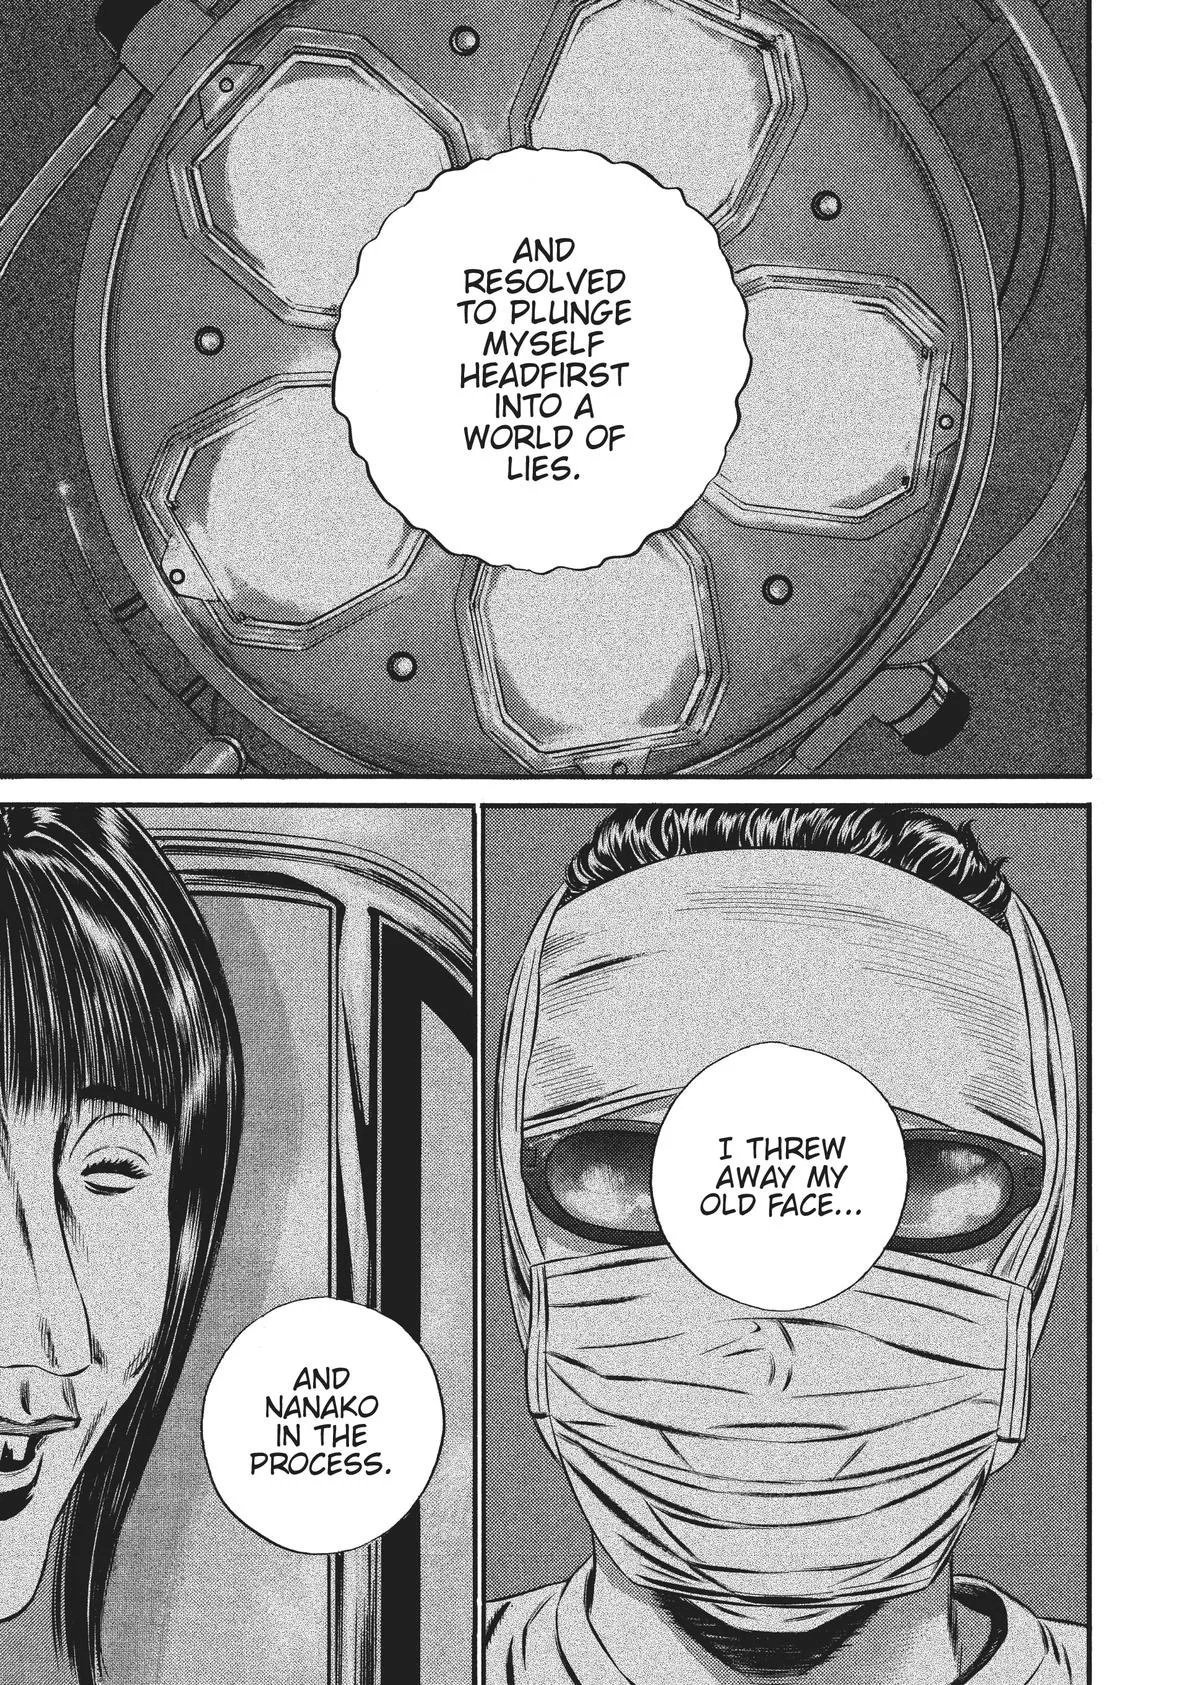 AND
RESOLVED
TO PLUNGE
MYSELF
HEADFIRST
INTO A
WORLD OF
LIES.
I THREW
AWAY MY
OLD FACE...
AND
NANAKO
IN THE
PROCESS.